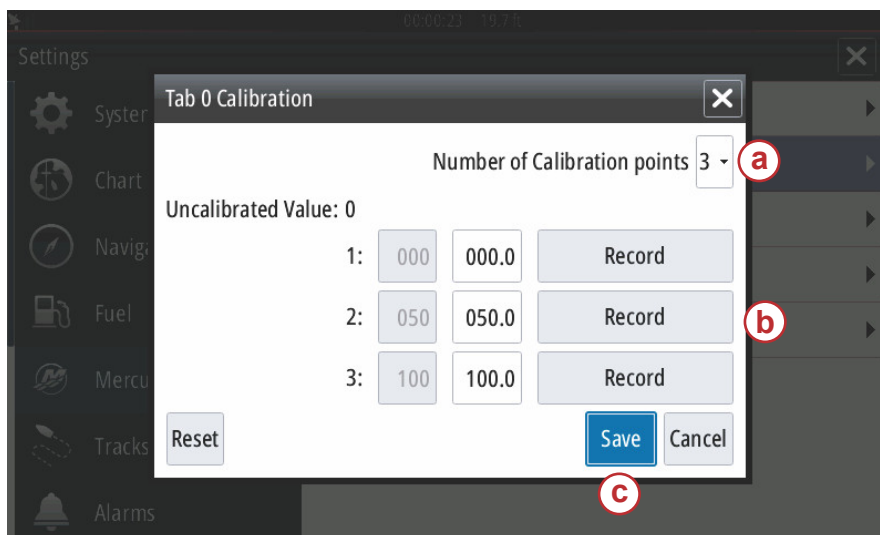 00:00:23 19.7 ft
Settings
Tab 0 Calibration
Number of Calibration points 3 a
Uncalibrated Value: 0
1: 000 000.0 Record
2: 050 050.0 Record b
3: 100 100.0 Record
Reset Save Cancel
c
Syster
Chart
Naviga
Fuel
Mercu
Tracks
Alarms